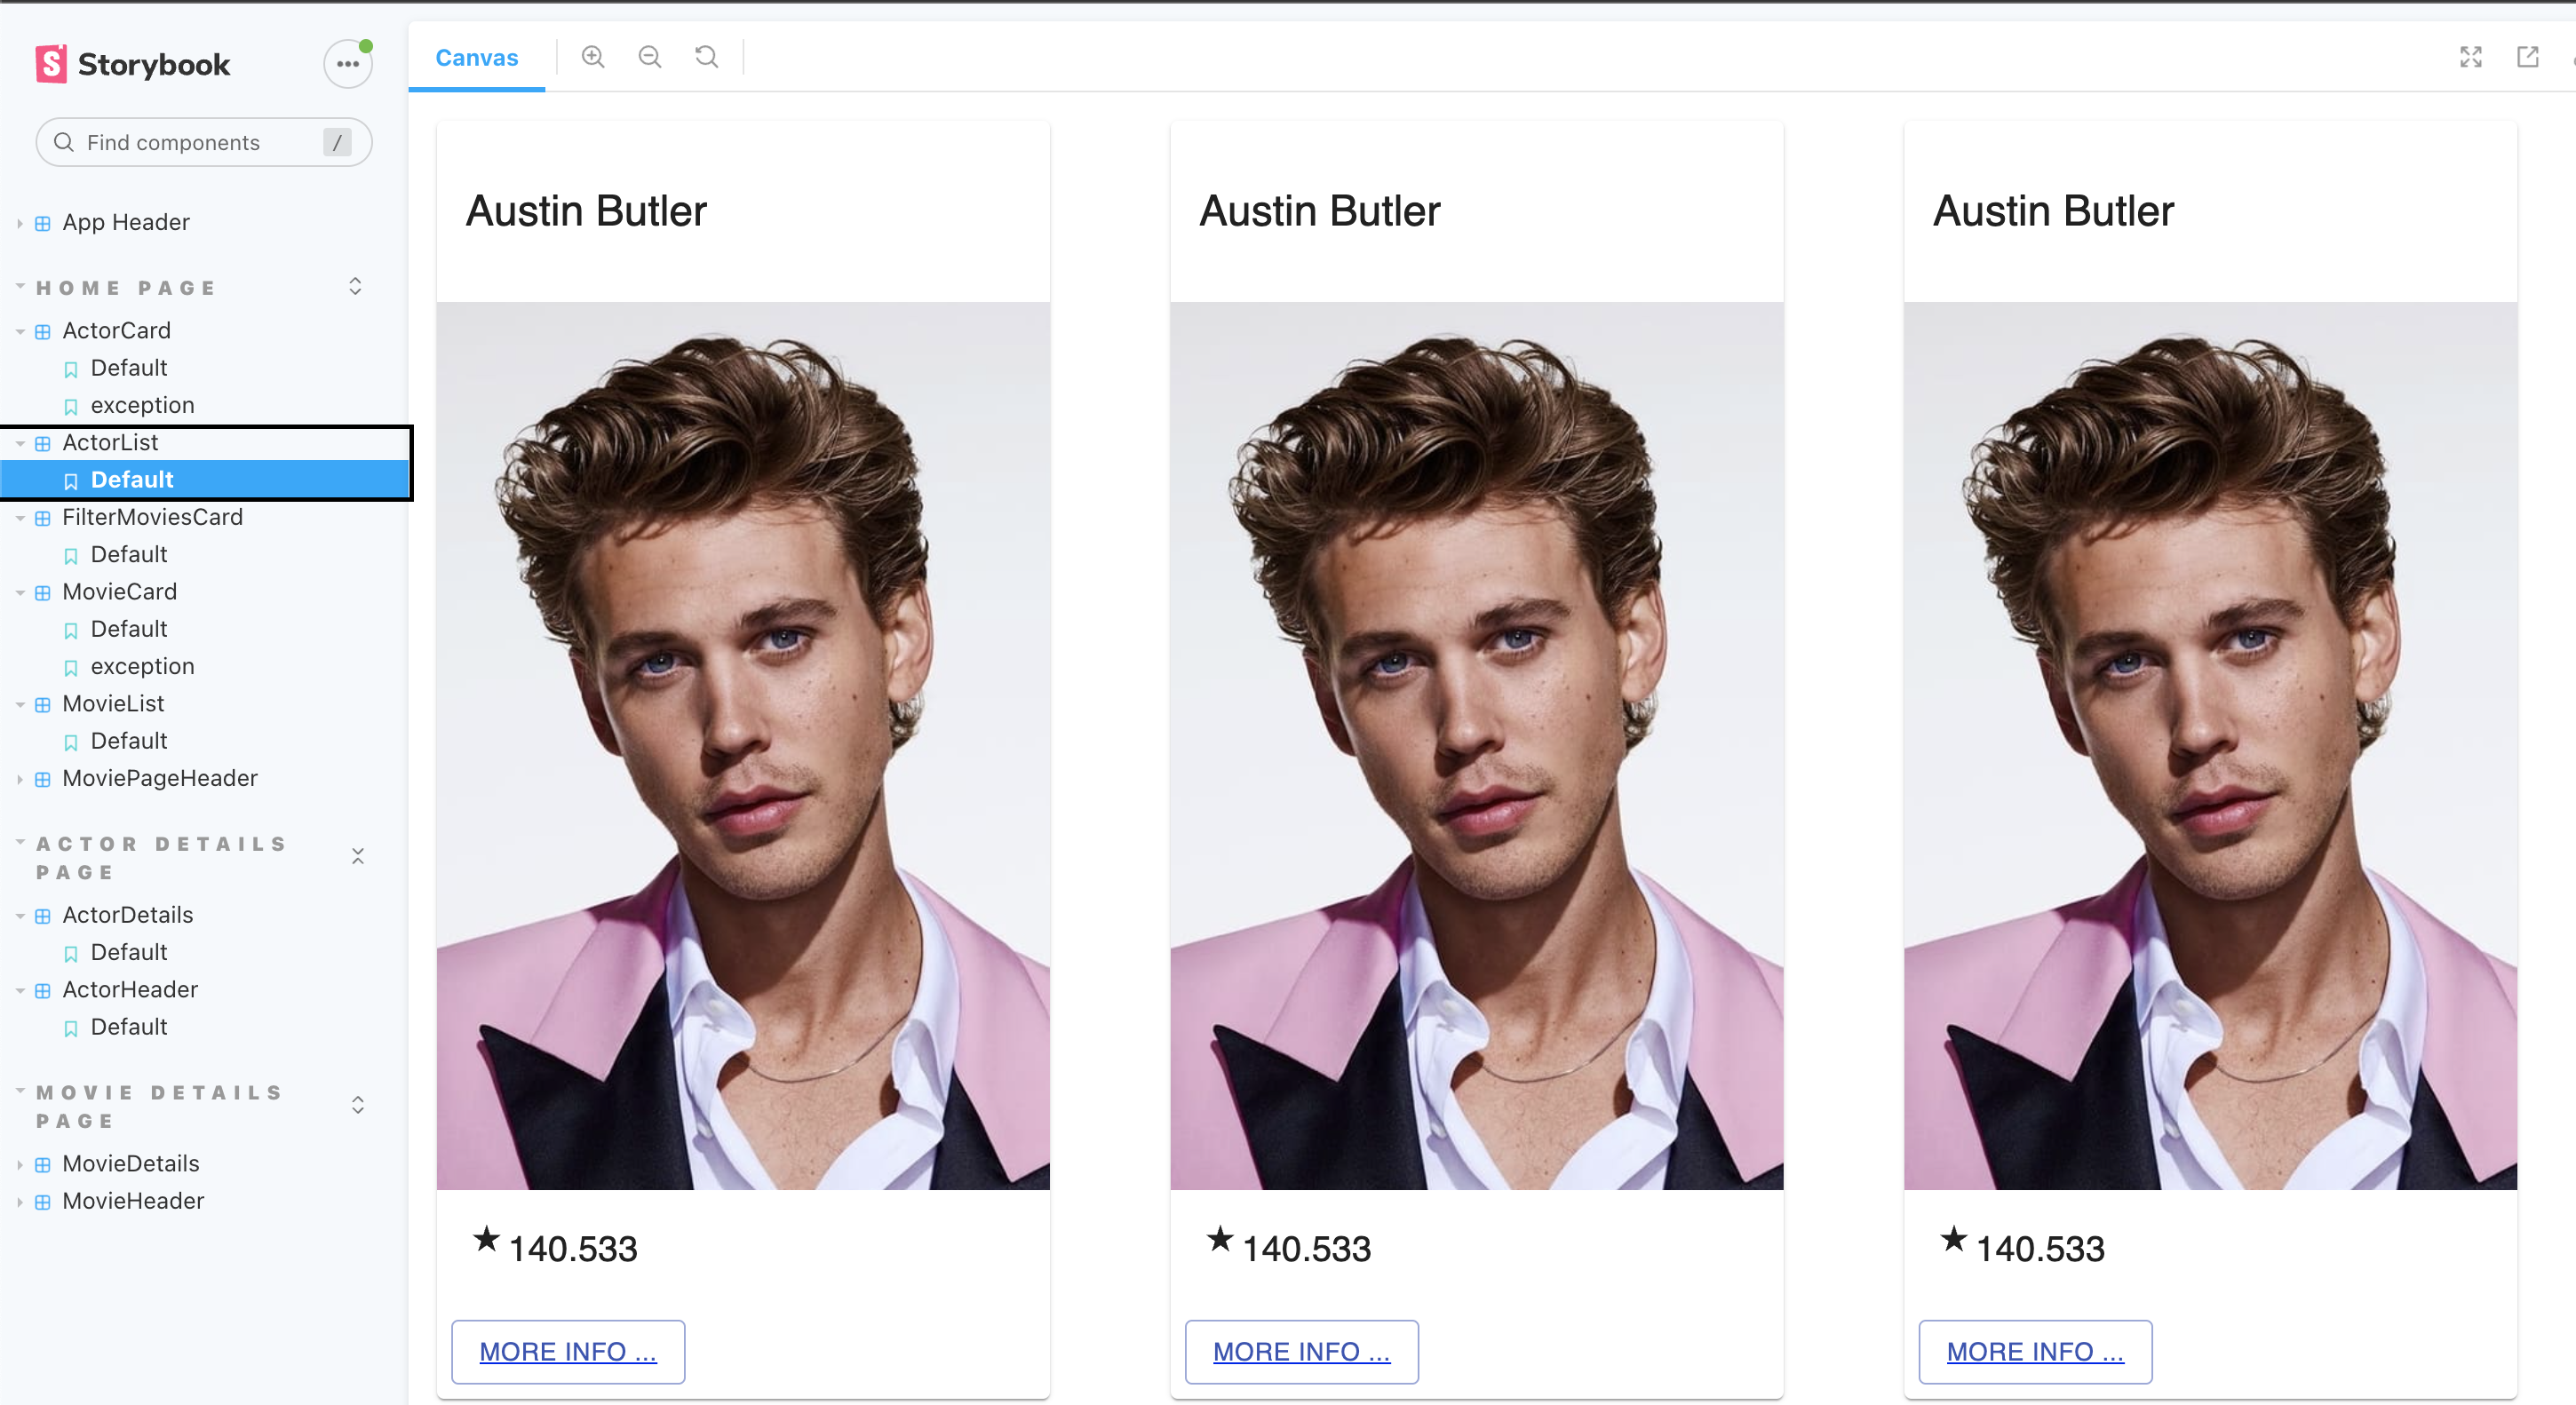 Storybook
Find components /
App Header
HOME PAGE
ActorCard
Default
exception
ActorList
Default
FilterMoviesCard
Default
MovieCard
Default
exception
MovieList
Default
MoviePageHeader
ACTOR DETAILS
PAGE
ActorDetails
Default
ActorHeader
Default
MOVIE DETAILS
PAGE
MovieDetails
MovieHeader
Canvas
Austin Butler
★ 140.533
MORE INFO ...
Austin Butler
★ 140.533
MORE INFO ...
Austin Butler
★ 140.533
MORE INFO ...